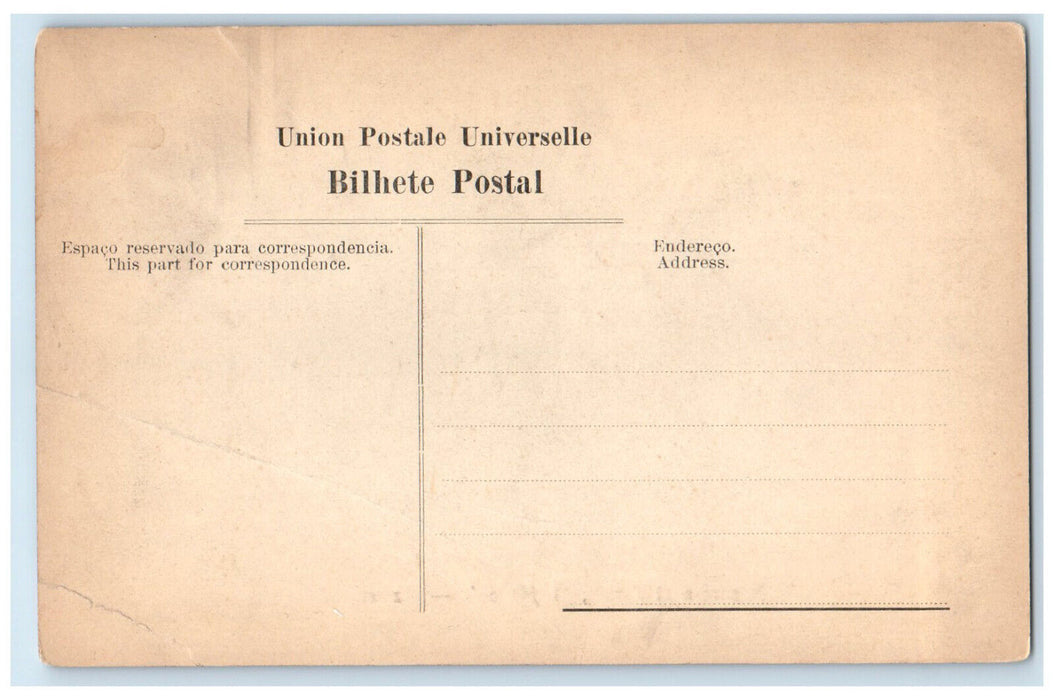 Union Postale Universelle
Bilhete Postal
Espaço reservado para correspondencia.
This part for correspondence.
Endereço.
Address.